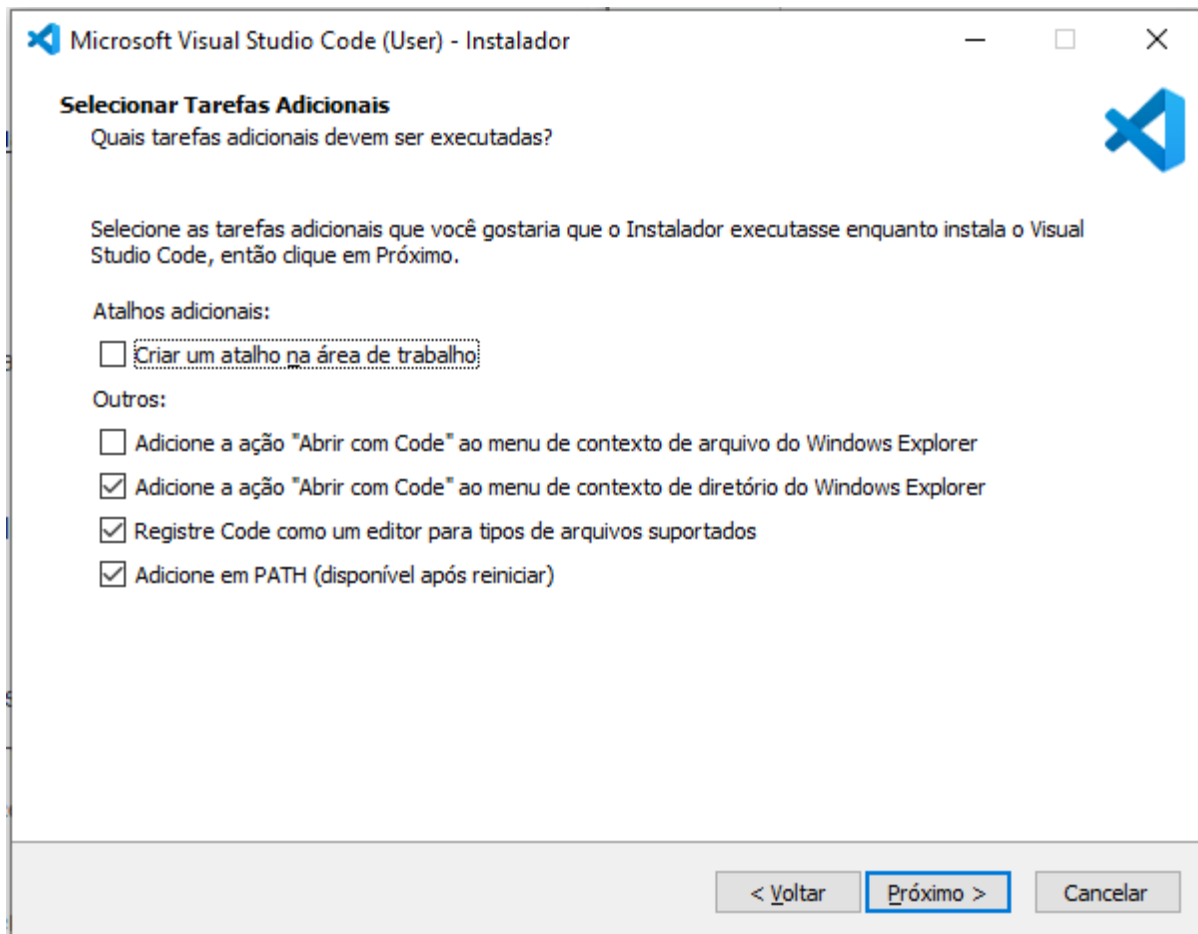 Microsoft Visual Studio Code (User) - Instalador
Selecionar Tarefas Adicionais
Quais tarefas adicionais devem ser executadas?
Selecione as tarefas adicionais que você gostaria que o Instalador executasse enquanto instala o Visual
Studio Code, então clique em Próximo.
Atalhos adicionais:
Criar um atalho na área de trabalho
Outros:
Adicione a ação "Abrir com Code" ao menu de contexto de arquivo do Windows Explorer
Adicione a ação "Abrir com Code" ao menu de contexto de diretório do Windows Explorer
Registre Code como um editor para tipos de arquivos suportados
Adicione em PATH (disponível após reiniciar)
< Voltar
Próximo >
Cancelar